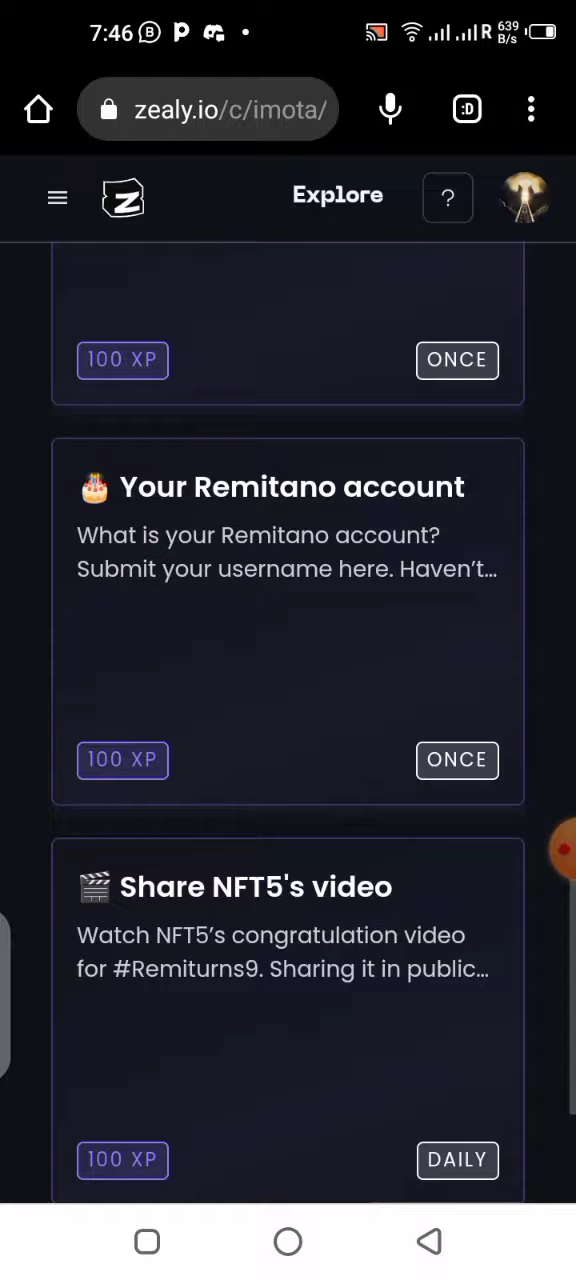 7:46 R 639 B/s
zealy.io/c/imota/ :D
Explore ?
100 XP ONCE
Your Remitano account
What is your Remitano account?
Submit your username here. Haven’t...
100 XP ONCE
Share NFT5's video
Watch NFT5’s congratulation video
for #Remiturns9. Sharing it in public...
100 XP DAILY